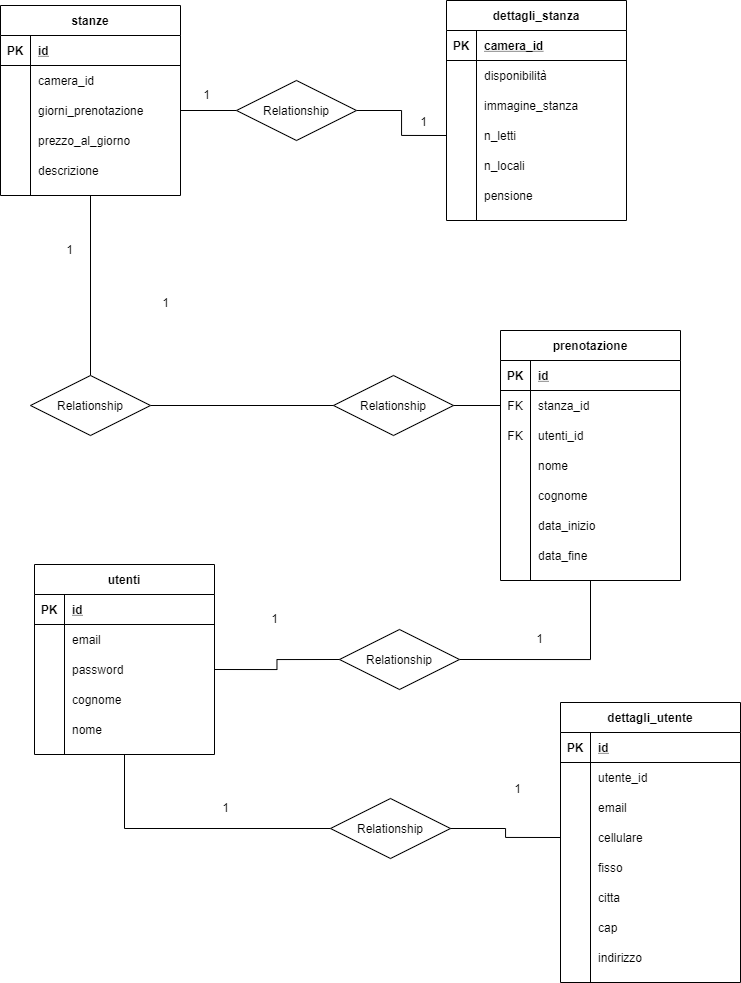 stanze
PK id
camera_id
giorni_prenotazione
prezzo_al_giorno
descrizione
1
Relationship
1
dettagli_stanza
PK camera_id
disponibilità
immagine_stanza
n_letti
n_locali
pensione
1
1
Relationship
Relationship
prenotazione
PK id
FK stanza_id
FK utenti_id
nome
cognome
data_inizio
data_fine
utenti
PK id
email
password
cognome
nome
1
Relationship
1
dettagli_utente
PK id
utente_id
email
cellulare
fisso
citta
cap
indirizzo
1
Relationship
1